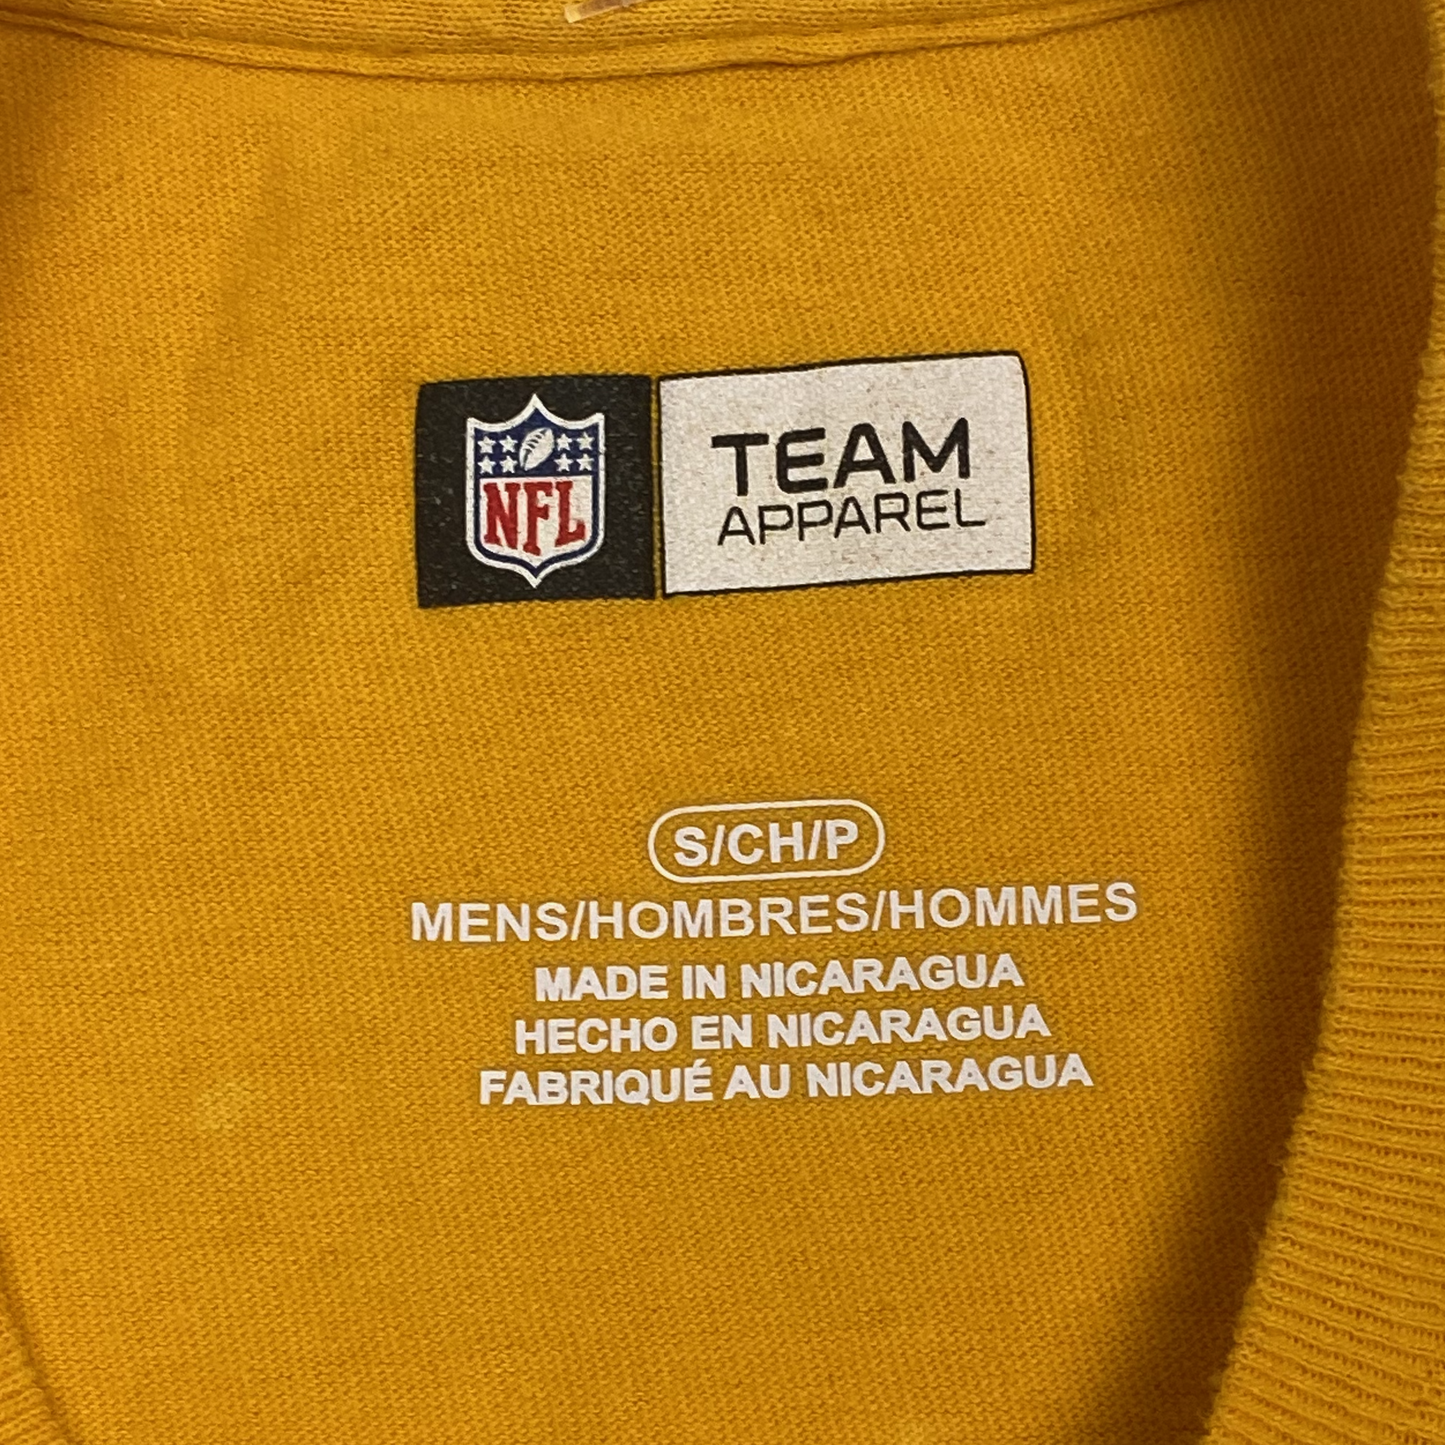 NFL
TEAM
APPAREL
S/CH/P
MENS/HOMBRES/HOMMES
MADE IN NICARAGUA
HECHO EN NICARAGUA
FABRIQUÉ AU NICARAGUA